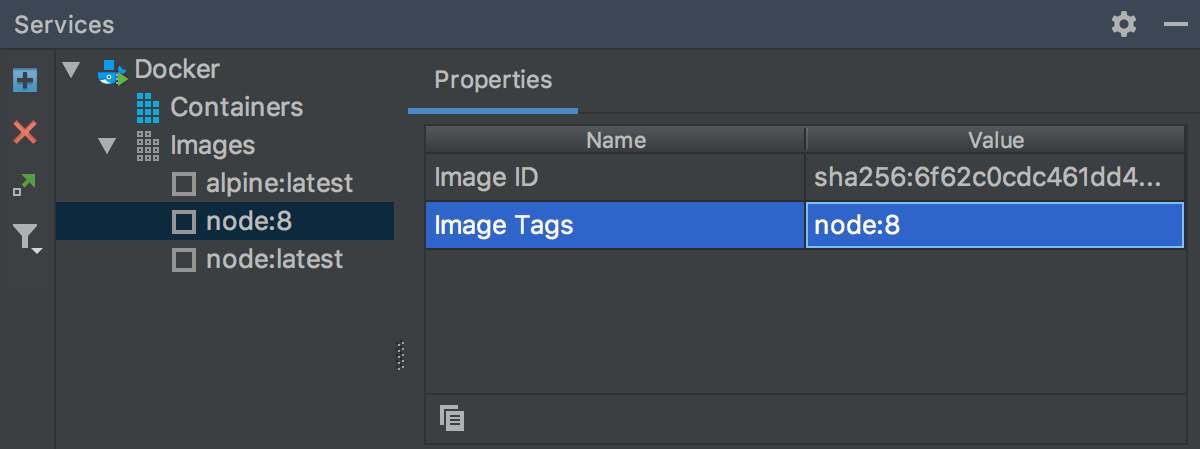 Services
Docker
Containers
Images
alpine:latest
node:8
node:latest
Properties
Name Value
Image ID sha256:6f62c0cdc461dd4...
Image Tags node:8